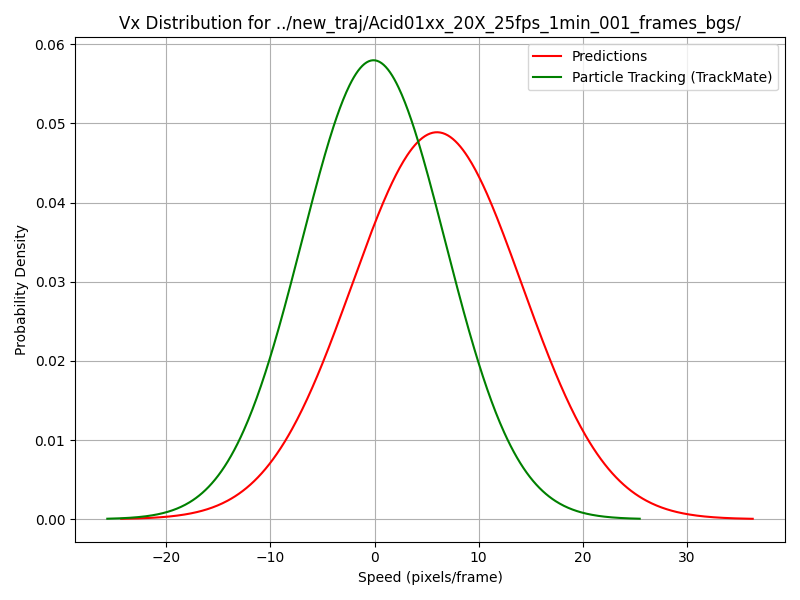 Vx Distribution for ../new_traj/Acid01xx_20X_25fps_1min_001_frames_bgs/
Predictions
Particle Tracking (TrackMate)
Probability Density
0.06
0.05
0.04
0.03
0.02
0.01
0.00
−20
−10
0
10
20
30
Speed (pixels/frame)